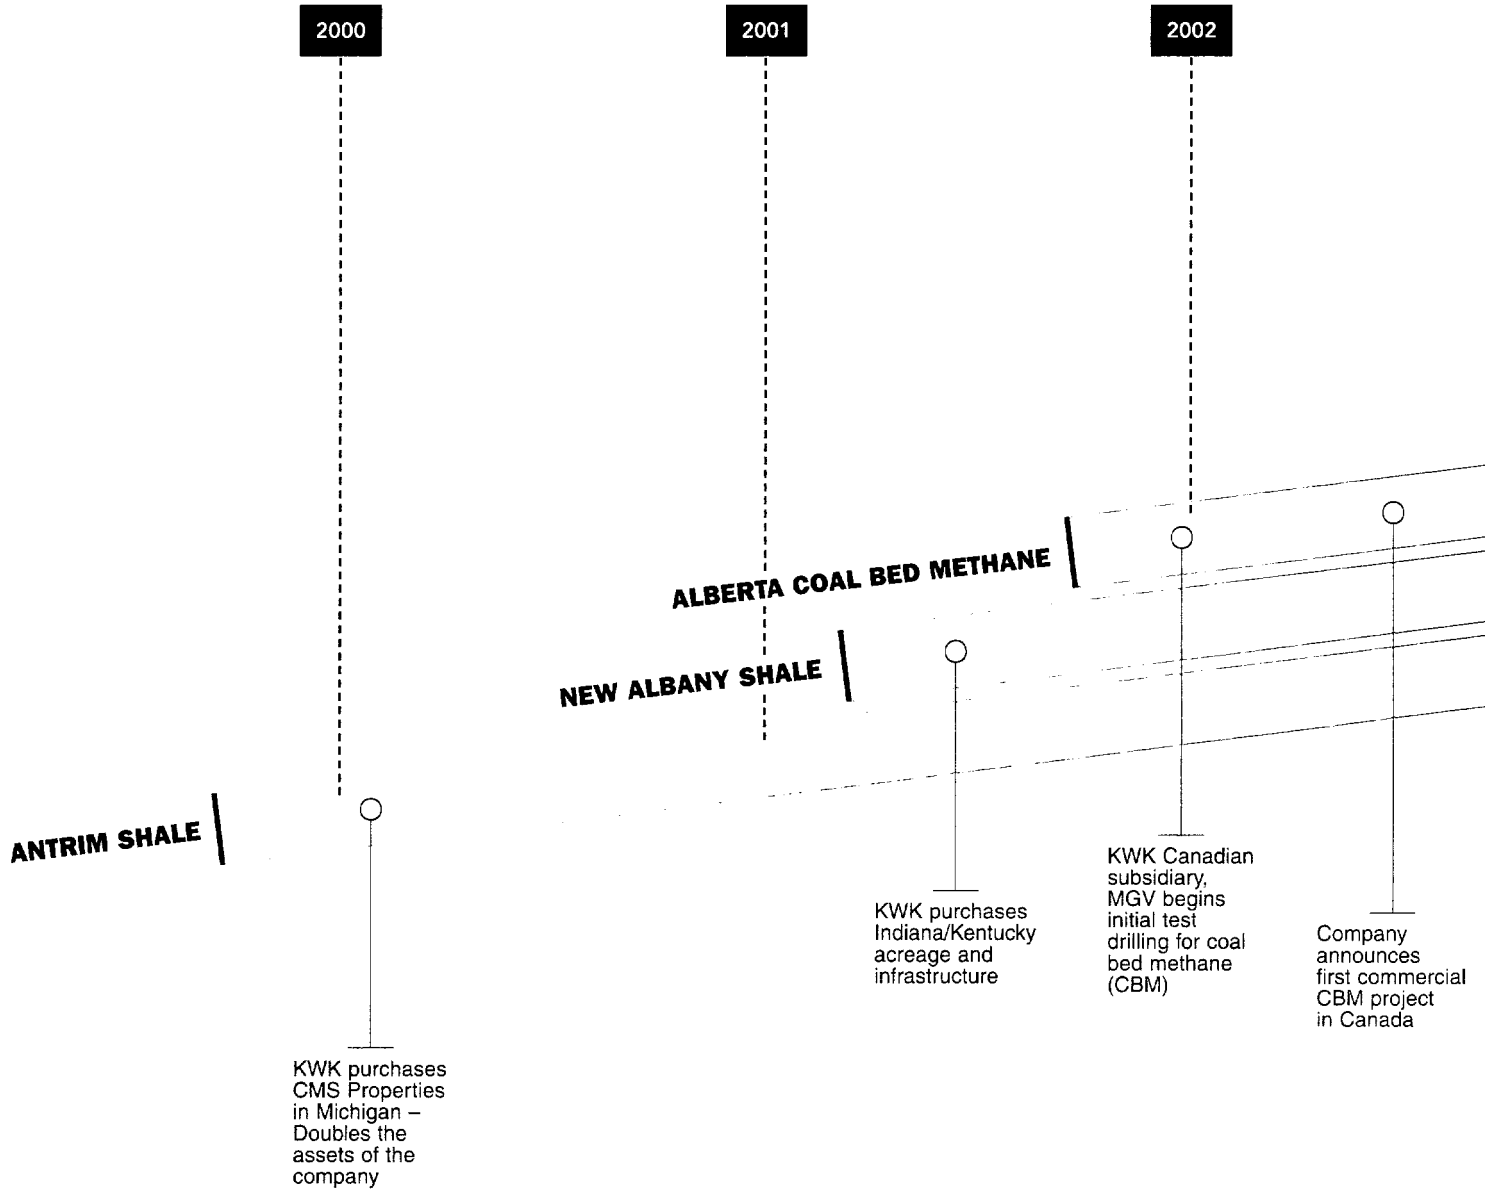 2000
2001
2002
ALBERTA COAL BED METHANE
NEW ALBANY SHALE
ANTRIM SHALE
KWK purchases
CMS Properties
in Michigan –
Doubles the
assets of the
company
KWK purchases
Indiana/Kentucky
acreage and
infrastructure
KWK Canadian
subsidiary,
MGV begins
initial test
drilling for coal
bed methane
(CBM)
Company
announces
first commercial
CBM project
in Canada